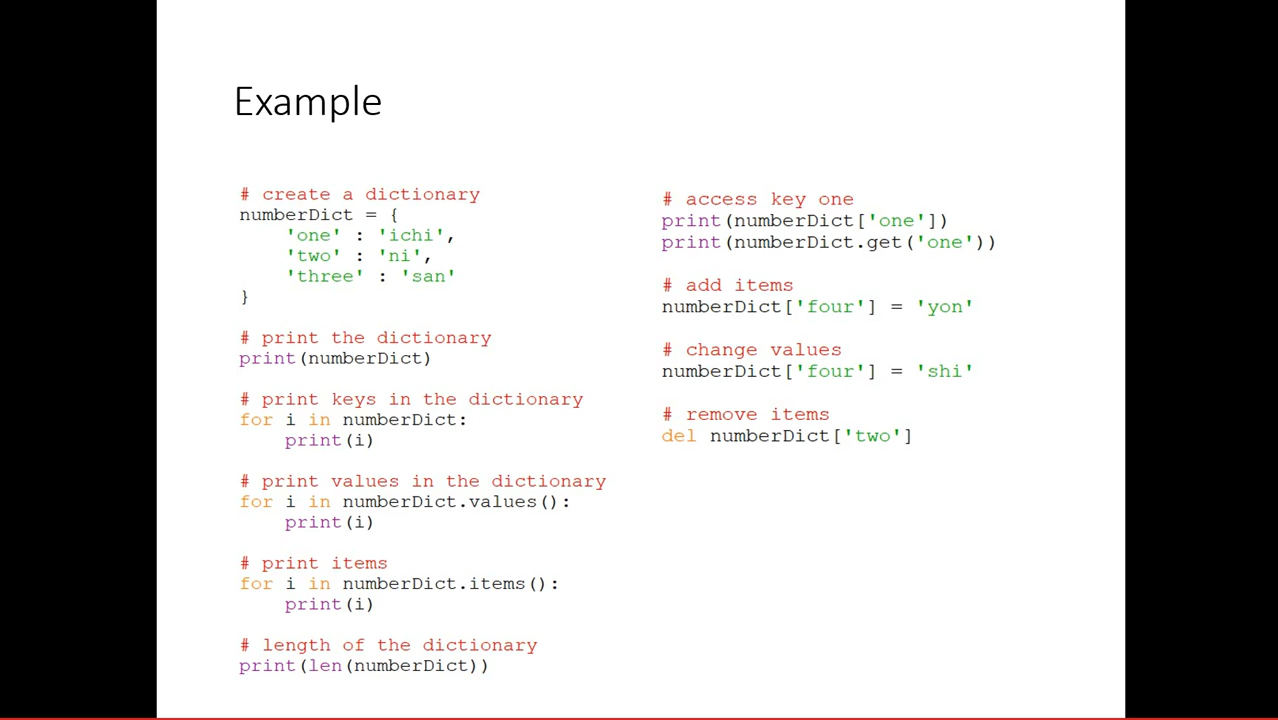 Example
# create a dictionary
numberDict = {
    'one' : 'ichi',
    'two' : 'ni',
    'three' : 'san'
}
# print the dictionary
print(numberDict)
# print keys in the dictionary
for i in numberDict:
    print(i)
# print values in the dictionary
for i in numberDict.values():
    print(i)
# print items
for i in numberDict.items():
    print(i)
# length of the dictionary
print(len(numberDict))
# access key one
print(numberDict['one'])
print(numberDict.get('one'))
# add items
numberDict['four'] = 'yon'
# change values
numberDict['four'] = 'shi'
# remove items
del numberDict['two']